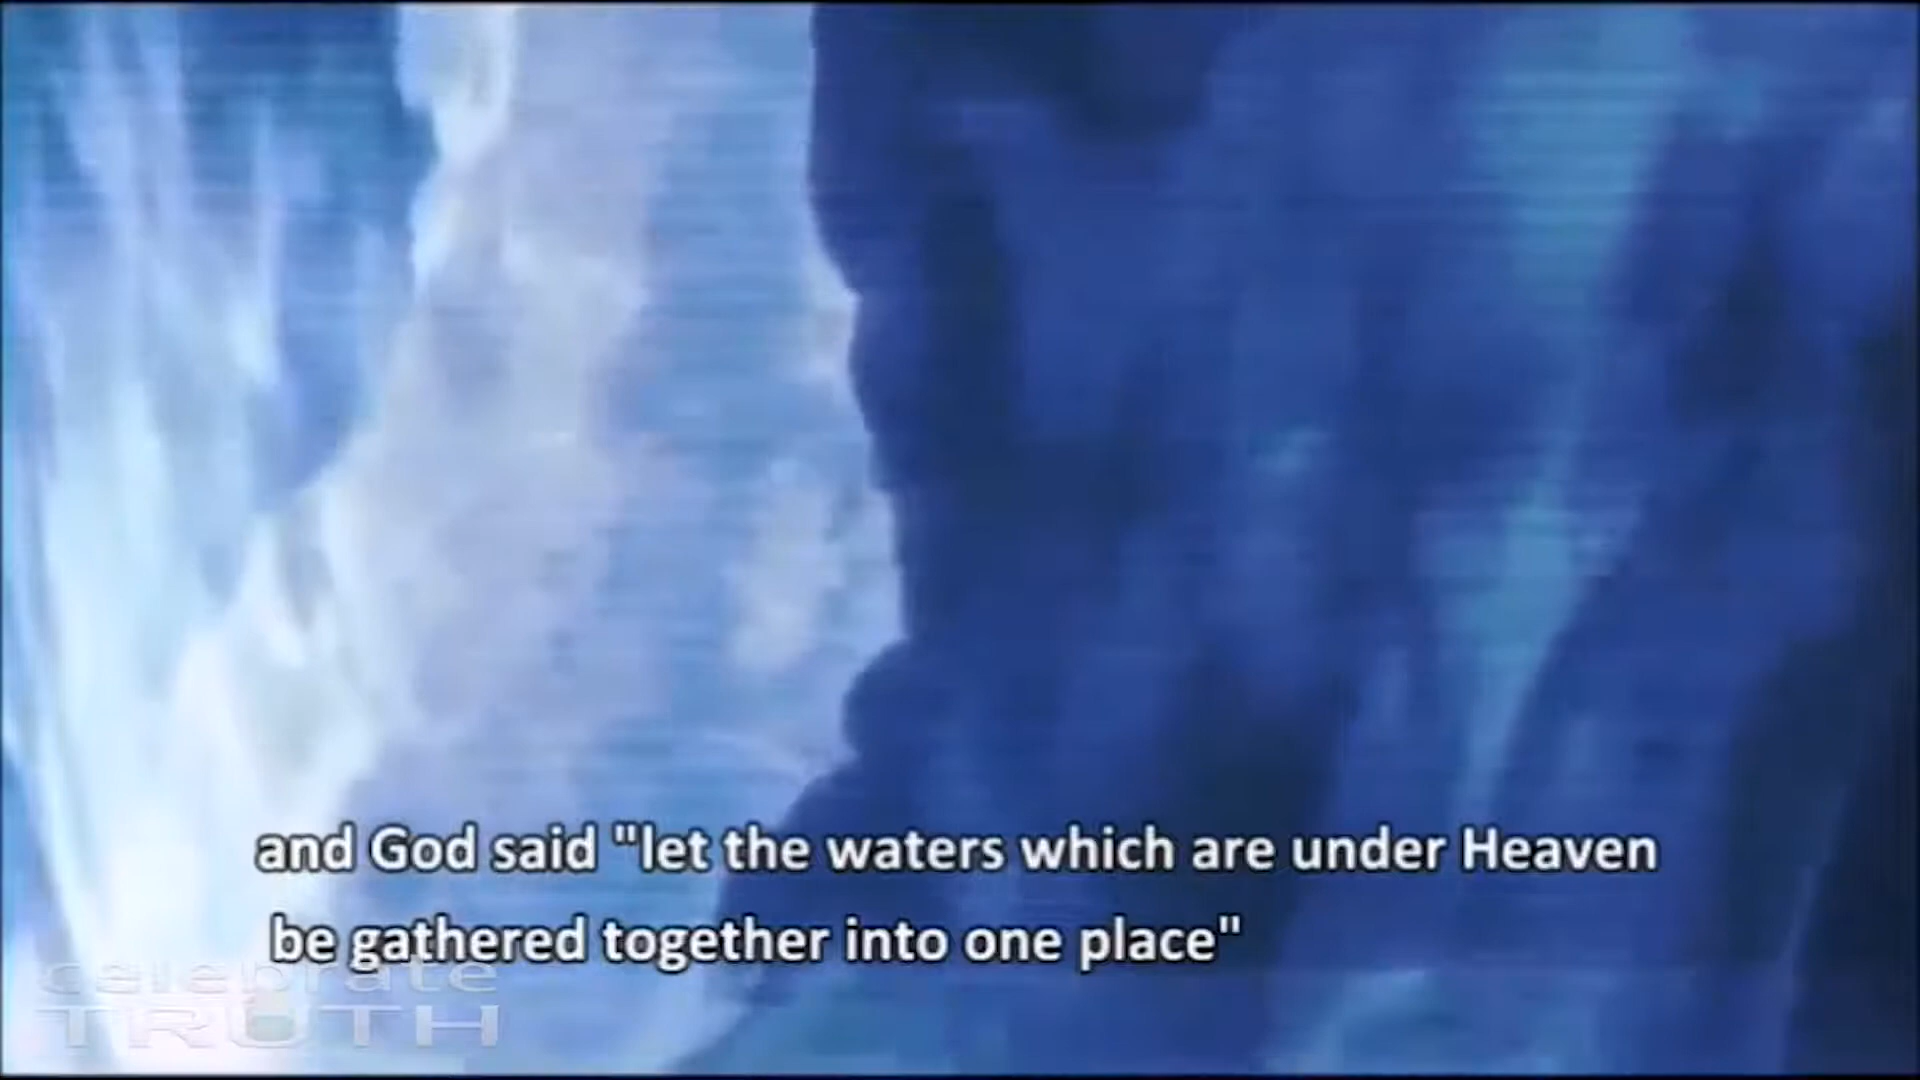 and God said "let the waters which are under Heaven
be gathered together into one place"
celebrate
TRUTH